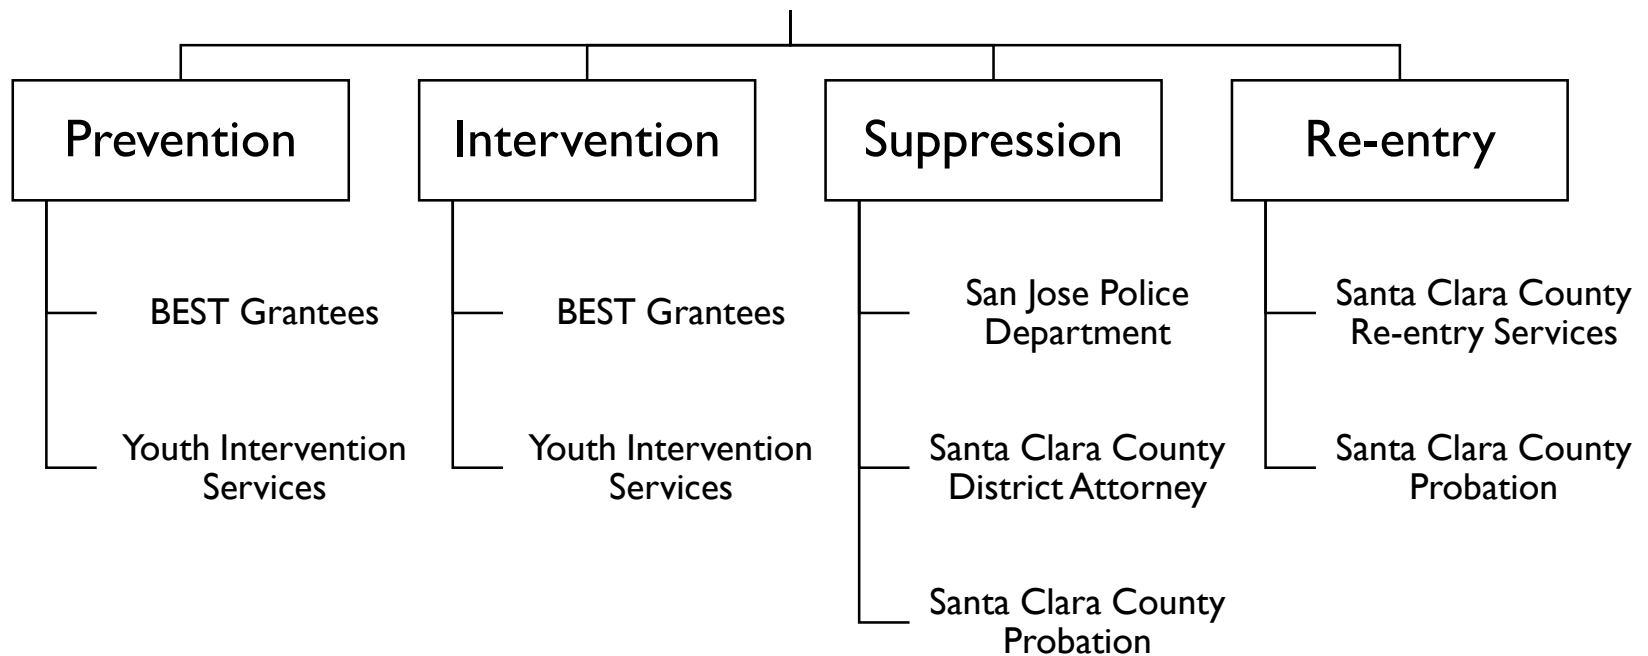 Prevention
BEST Grantees
Youth Intervention
Services
Intervention
BEST Grantees
Youth Intervention
Services
Suppression
San Jose Police
Department
Santa Clara County
District Attorney
Santa Clara County
Probation
Re-entry
Santa Clara County
Re-entry Services
Santa Clara County
Probation